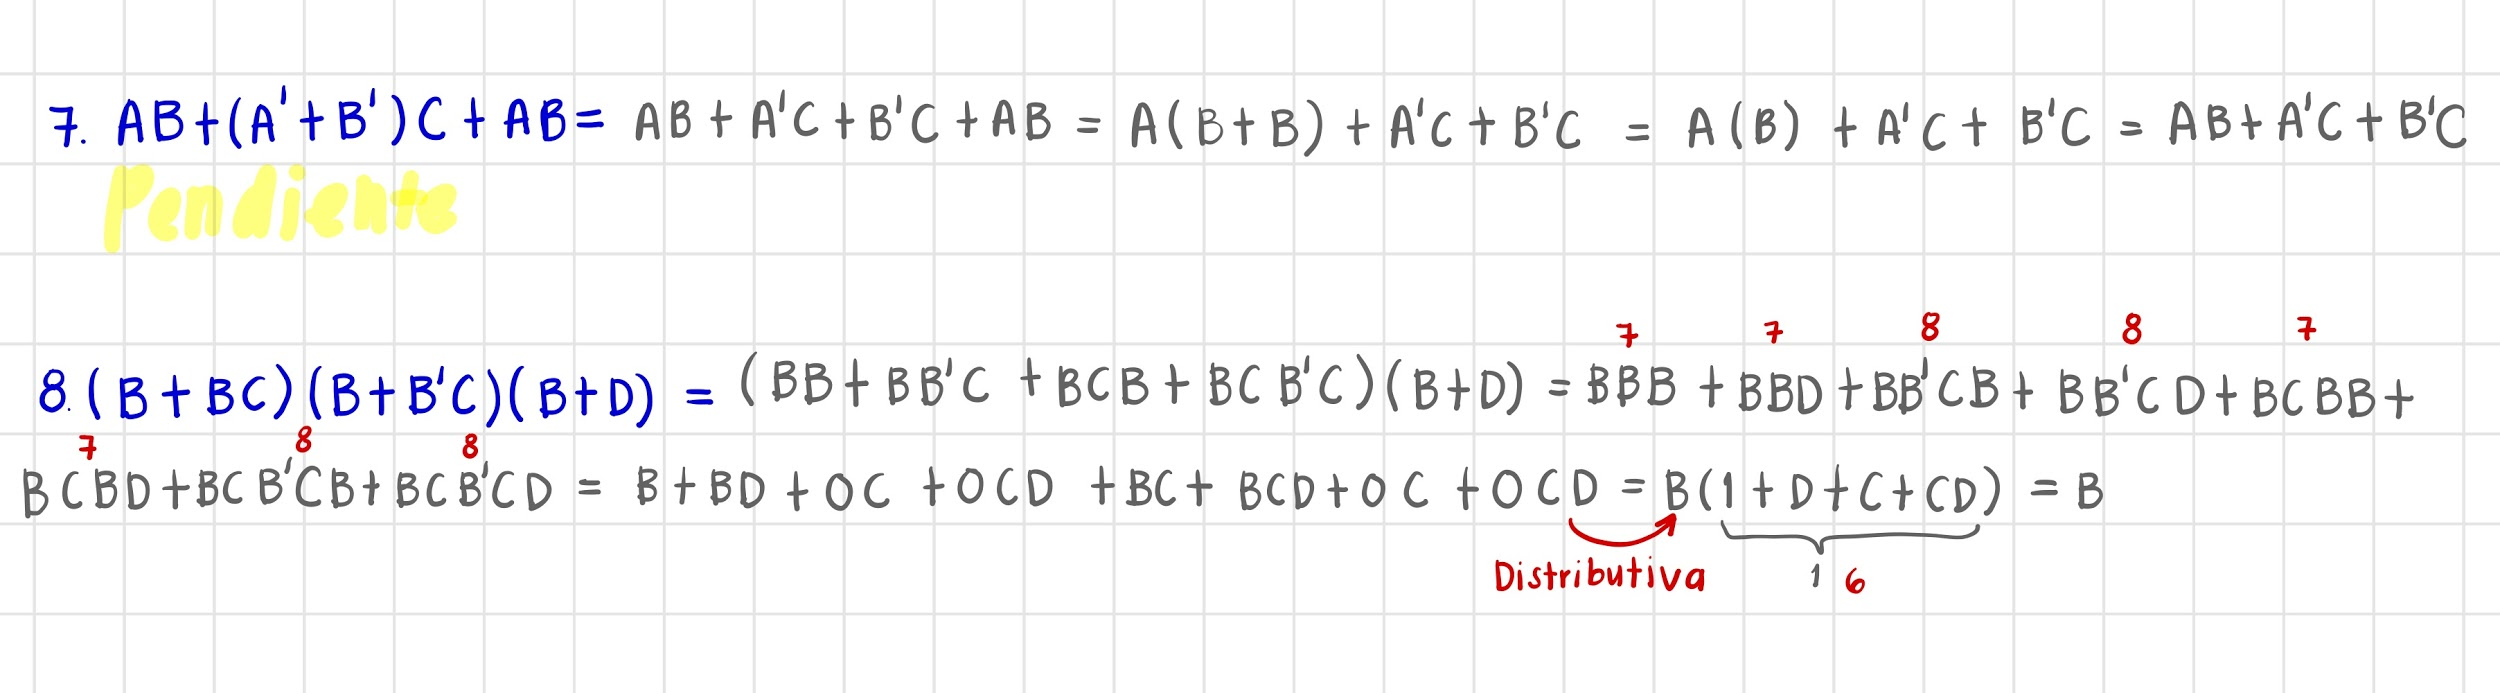 7. AB+(A'+B')C+AB= AB+A'C+B'C+AB = A(B+B)+A'C+B'C = A(B)+A'C+B'C = AB+A'C+B'C
Pendiente
7 7 8 8 7
8. (B+BC)(B+B'C)(B+D) = (BB+BB'C+BCB+BCB'C)(B+D) = BBB+BBD+BB'CB+BB'CD+BCBB+
7 8 8
BCBD+BCB'CB+BCB'CD = B+BD+0C+0CD+BC+BCD+0C+0CD = B(1+D+C+CD) = B
Distributiva 1 6